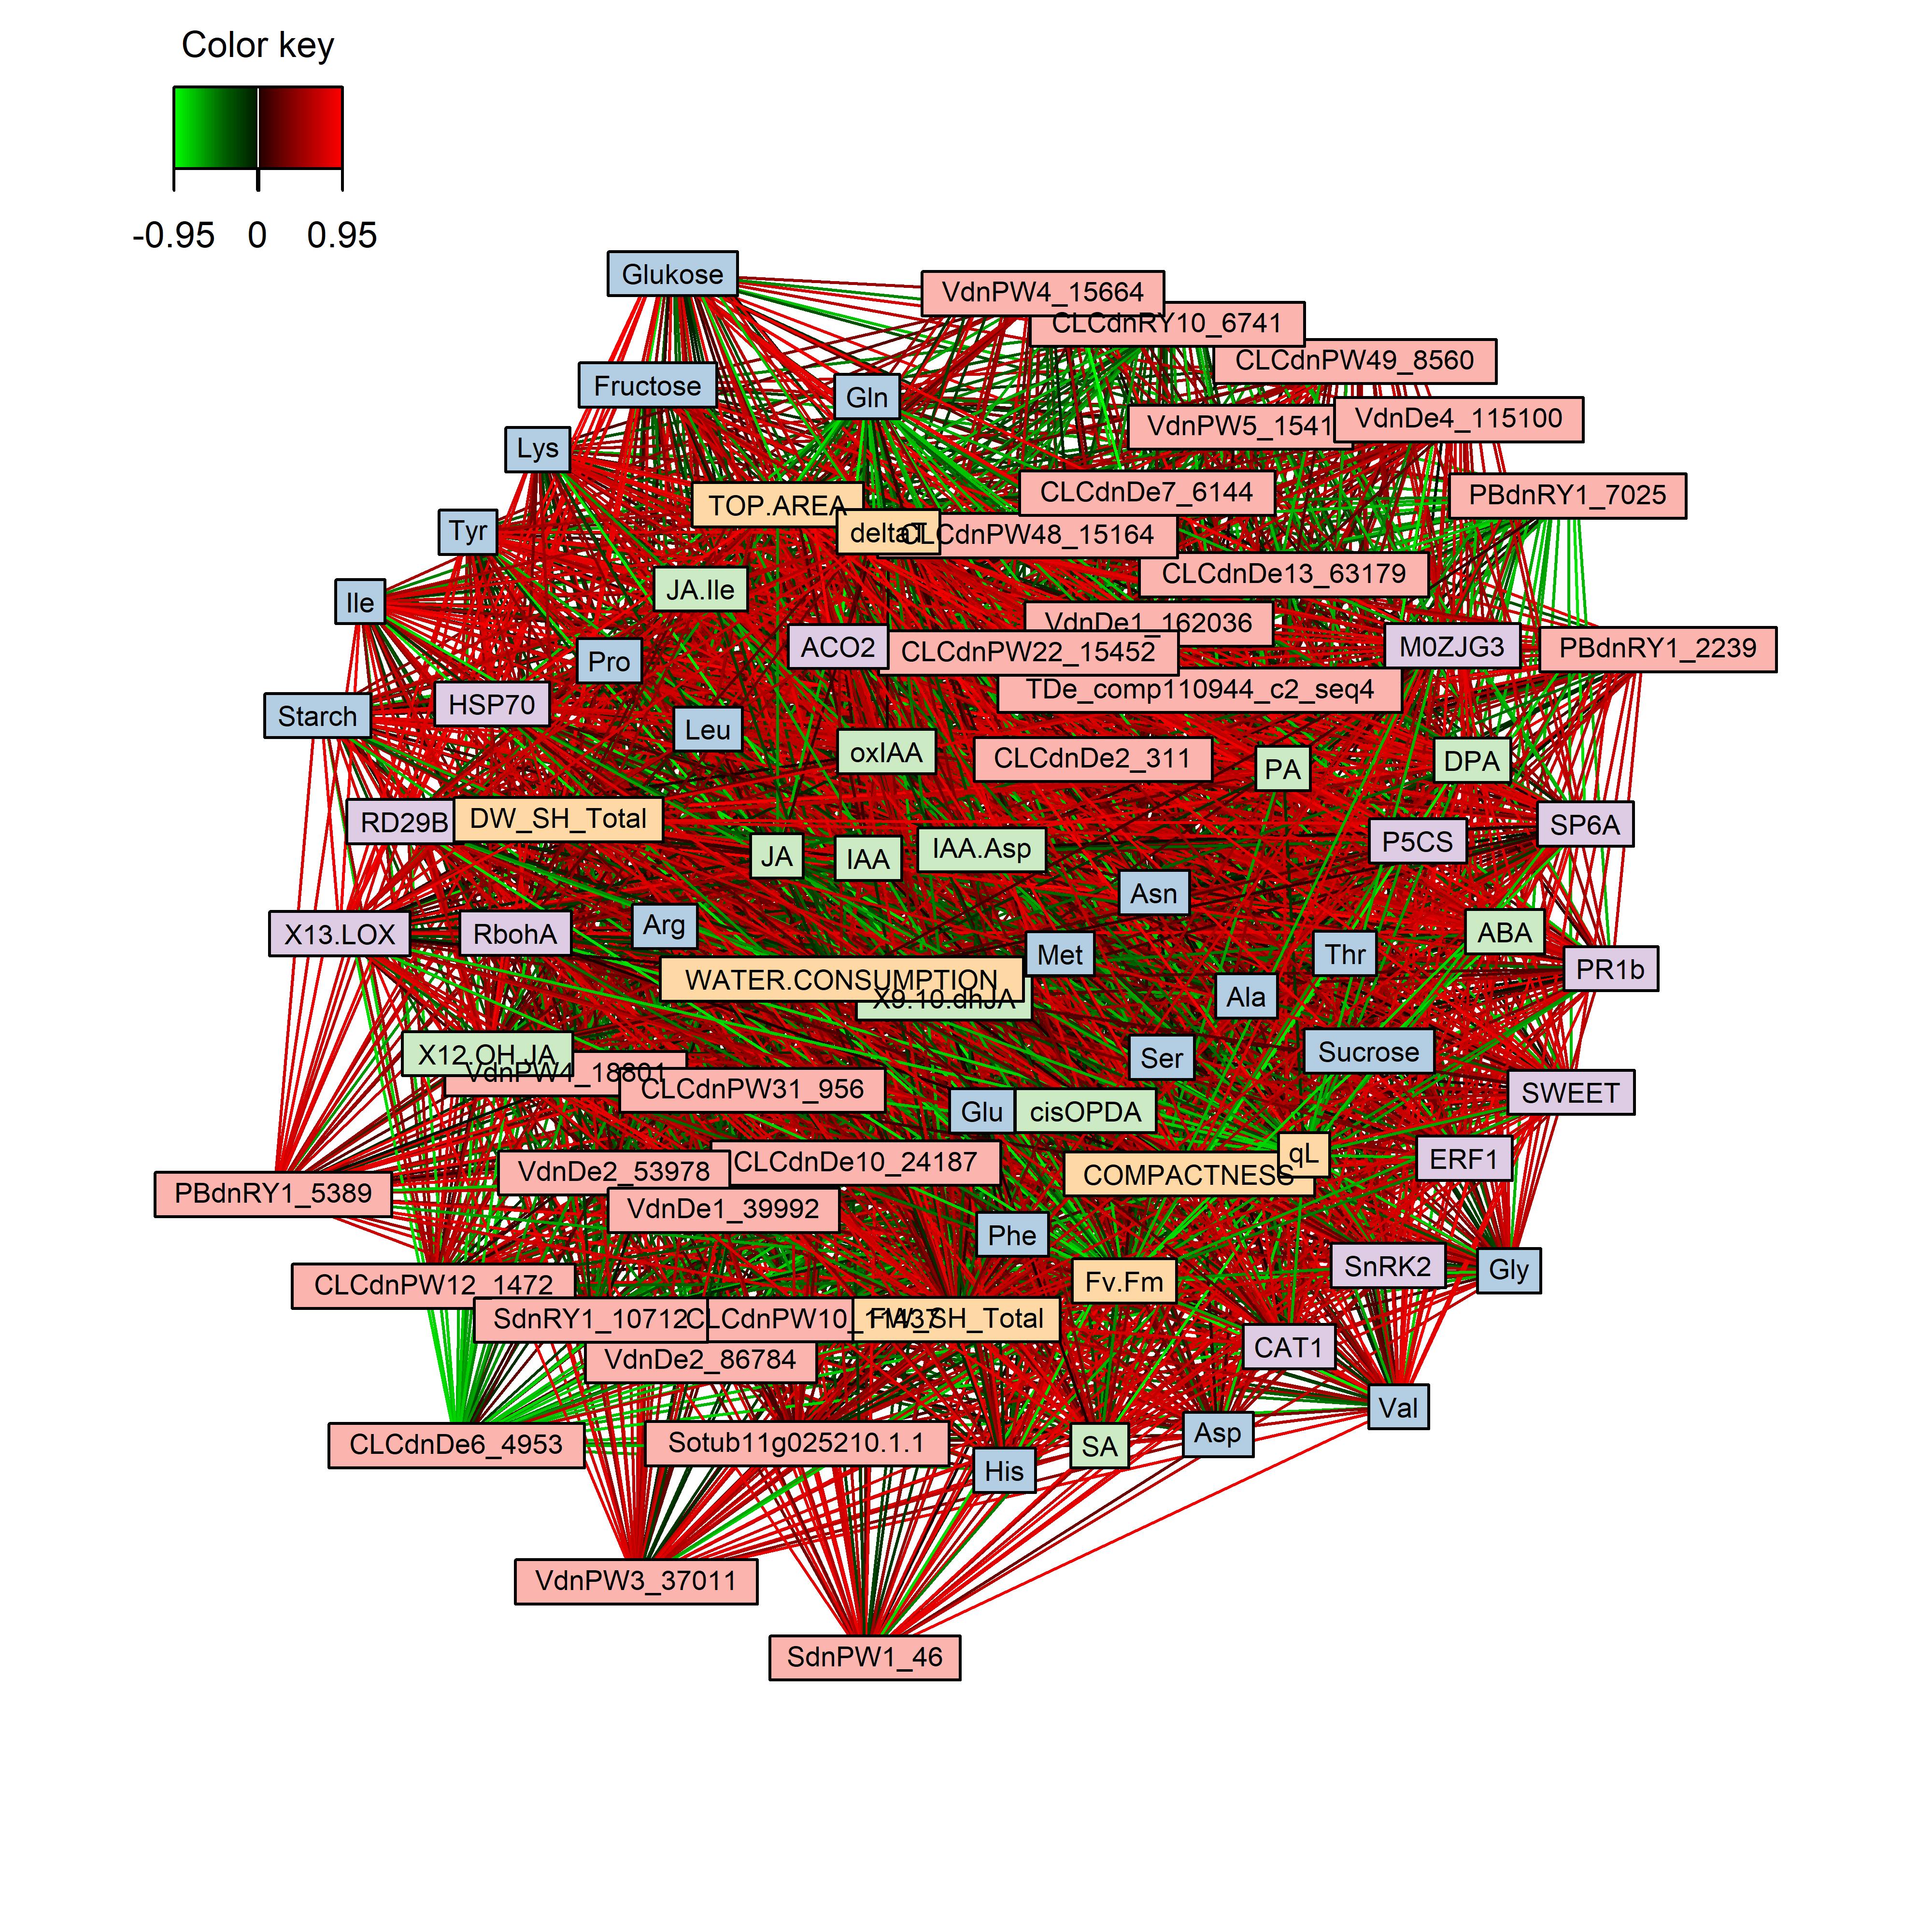 Color key
-0.95 0 0.95
Glukose
VdnPW4_15664
CLCdnRY10_6741
CLCdnPW49_8560
Fructose
Gln
VdnPW5_1541
VdnDe4_115100
Lys
CLCdnDe7_6144
PBdnRY1_7025
TOP.AREA
Tyr
deltaT
CLCdnPW48_15164
CLCdnDe13_63179
JA.Ile
Ile
VdnDe1_162036
ACO2
CLCdnPW22_15452
M0ZJG3
PBdnRY1_2239
Pro
TDe_comp110944_c2_seq4
HSP70
Starch
Leu
oxIAA
CLCdnDe2_311
PA
DPA
RD29B
DW_SH_Total
SP6A
P5CS
JA
IAA
IAA.Asp
Asn
X13.LOX
RbohA
Arg
ABA
Met
Thr
PR1b
WATER.CONSUMPTION
X9.10.dhJA
Ala
X12.OH.JA
VdnPW4_18801
Ser
Sucrose
CLCdnPW31_956
SWEET
Glu
cisOPDA
qL
ERF1
CLCdnDe10_24187
VdnDe2_53978
COMPACTNESS
PBdnRY1_5389
VdnDe1_39992
Phe
SnRK2
Gly
CLCdnPW12_1472
Fv.Fm
SdnRY1_10712
CLCdnPW10_11437
FW_SH_Total
CAT1
VdnDe2_86784
Val
CLCdnDe6_4953
Sotub11g025210.1.1
SA
Asp
His
VdnPW3_37011
SdnPW1_46